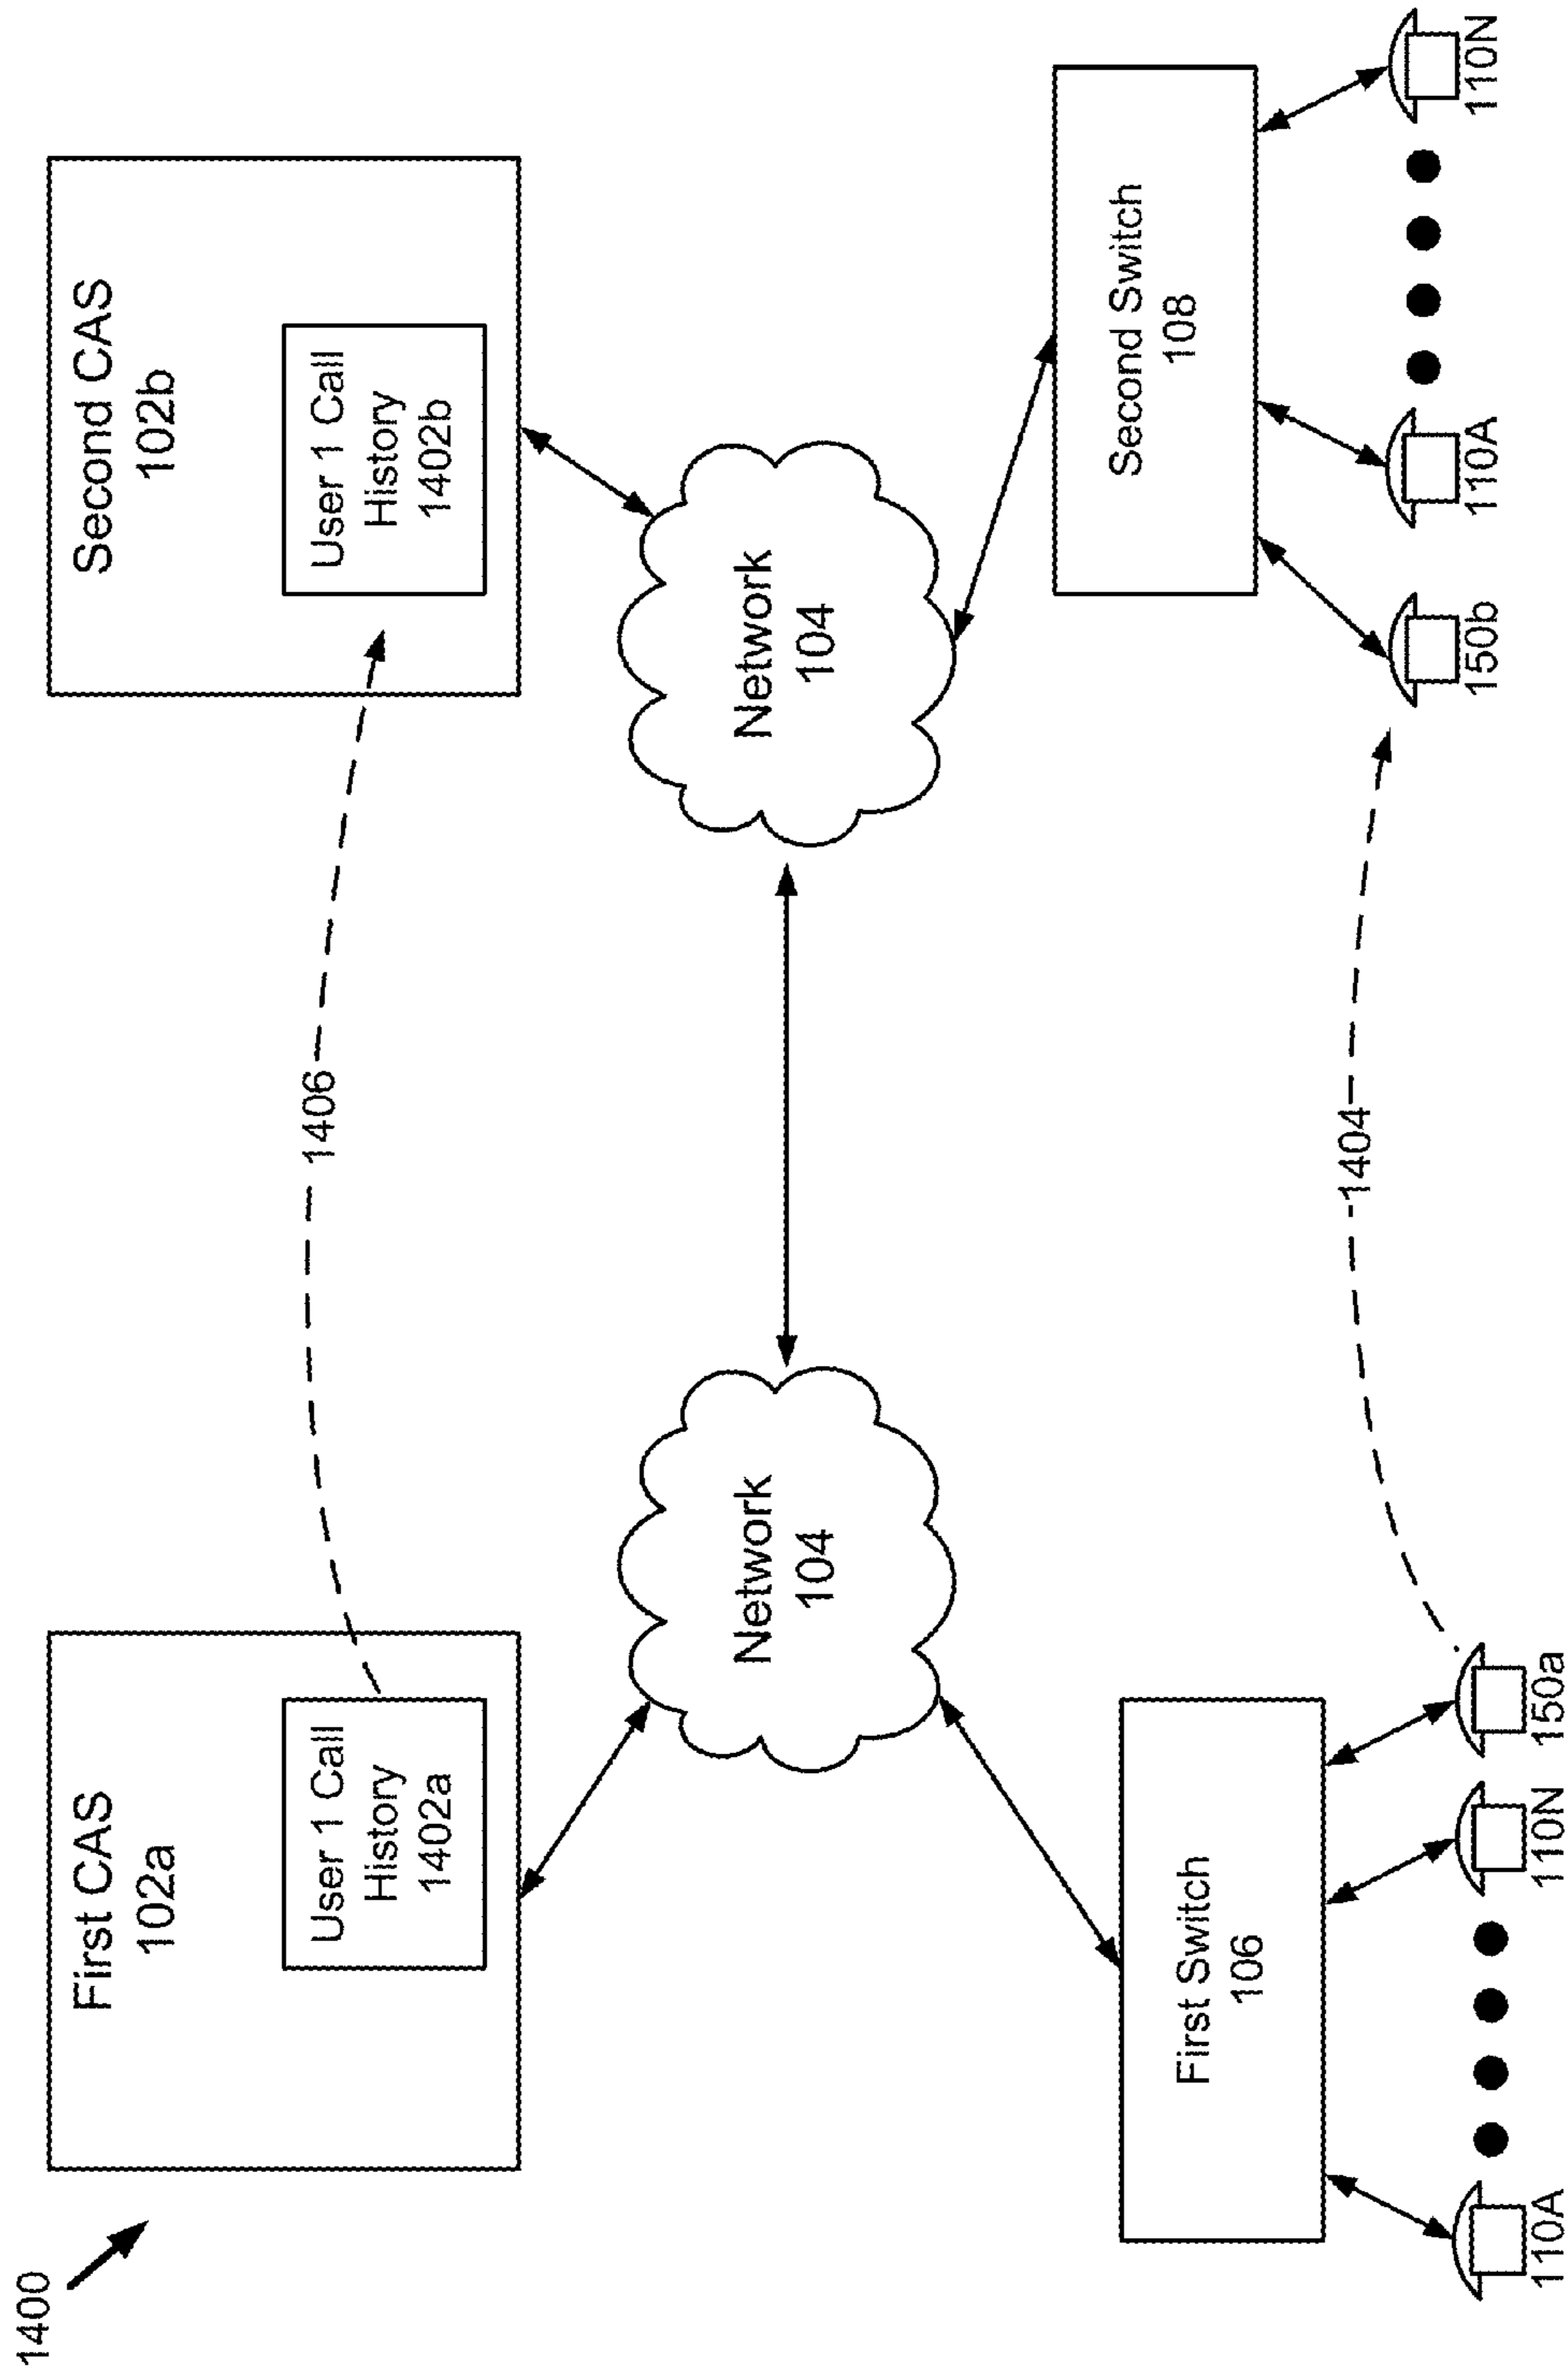 1400
First CAS
102a
User 1 Call
History
1402a
1406
Second CAS
102b
User 1 Call
History
1402b
Network
104
Network
104
First Switch
106
Second Switch
108
1404
110A
110N
150a
150b
110A
110N